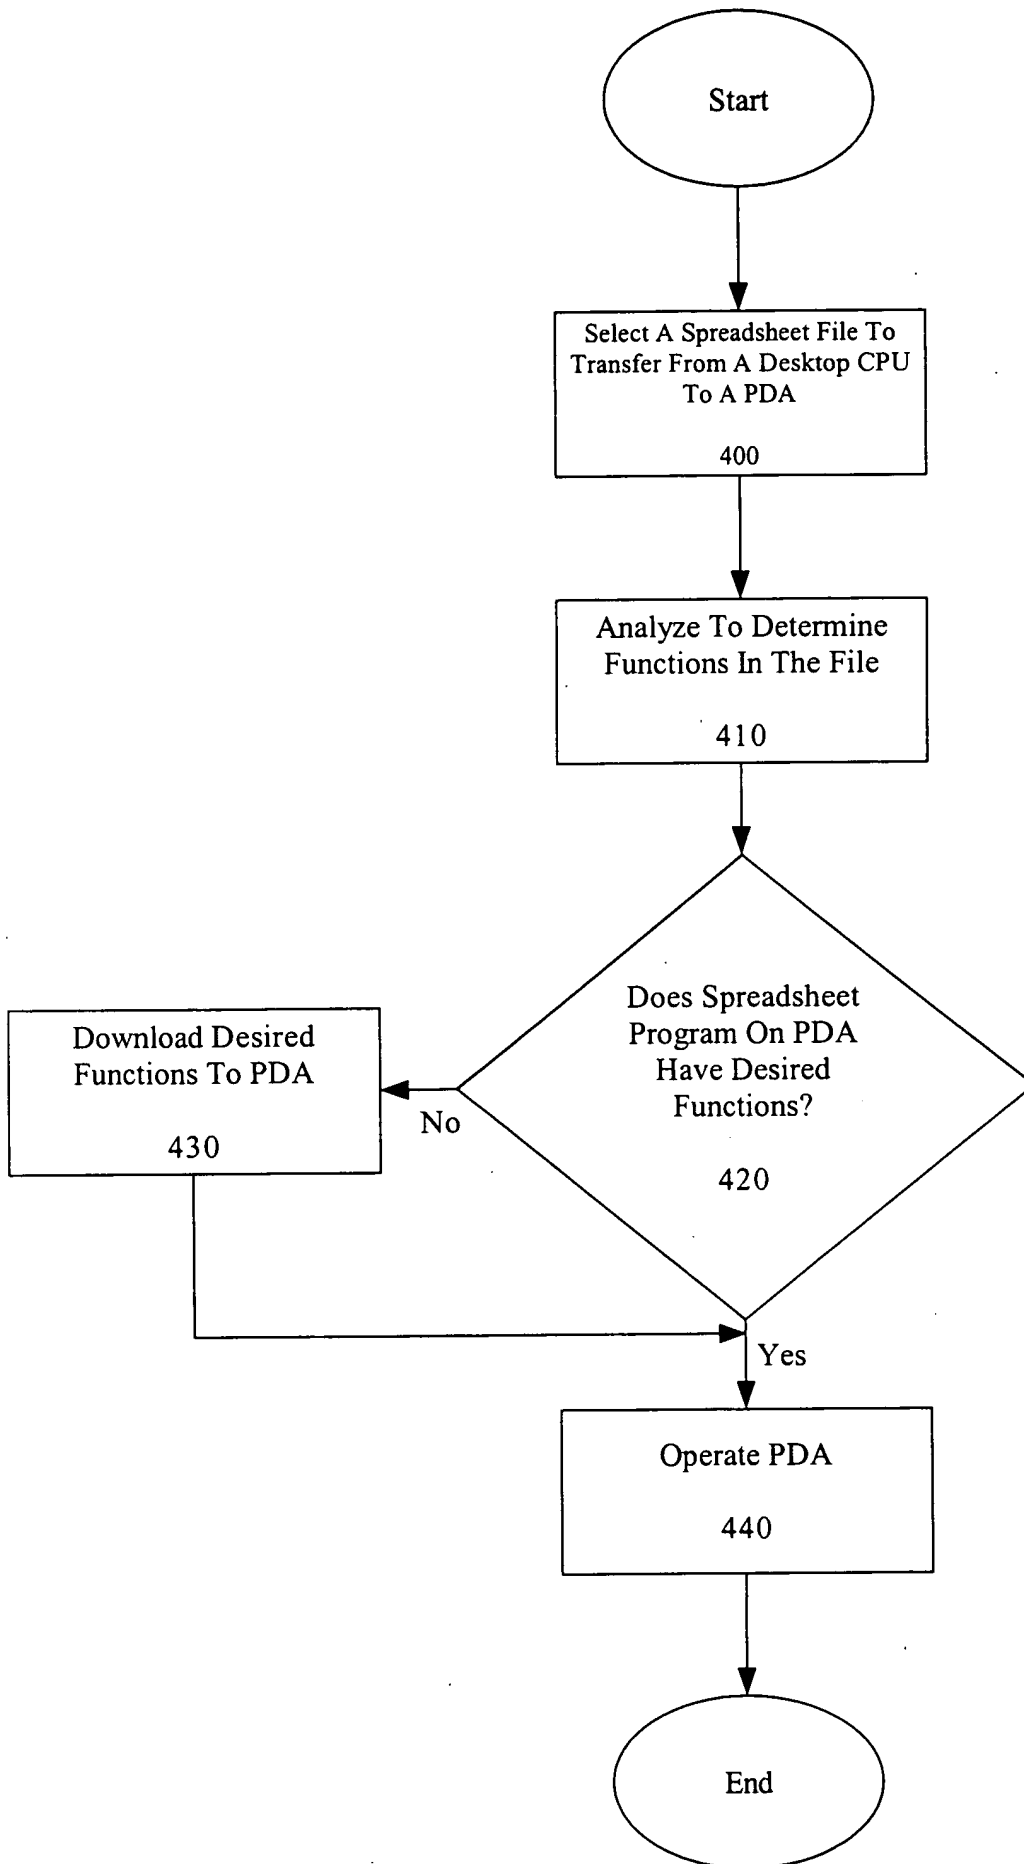 Start
Select A Spreadsheet File To
Transfer From A Desktop CPU
To A PDA
400
Analyze To Determine
Functions In The File
410
Does Spreadsheet
Program On PDA
Have Desired
Functions?
420
Download Desired
Functions To PDA
430
No
Yes
Operate PDA
440
End